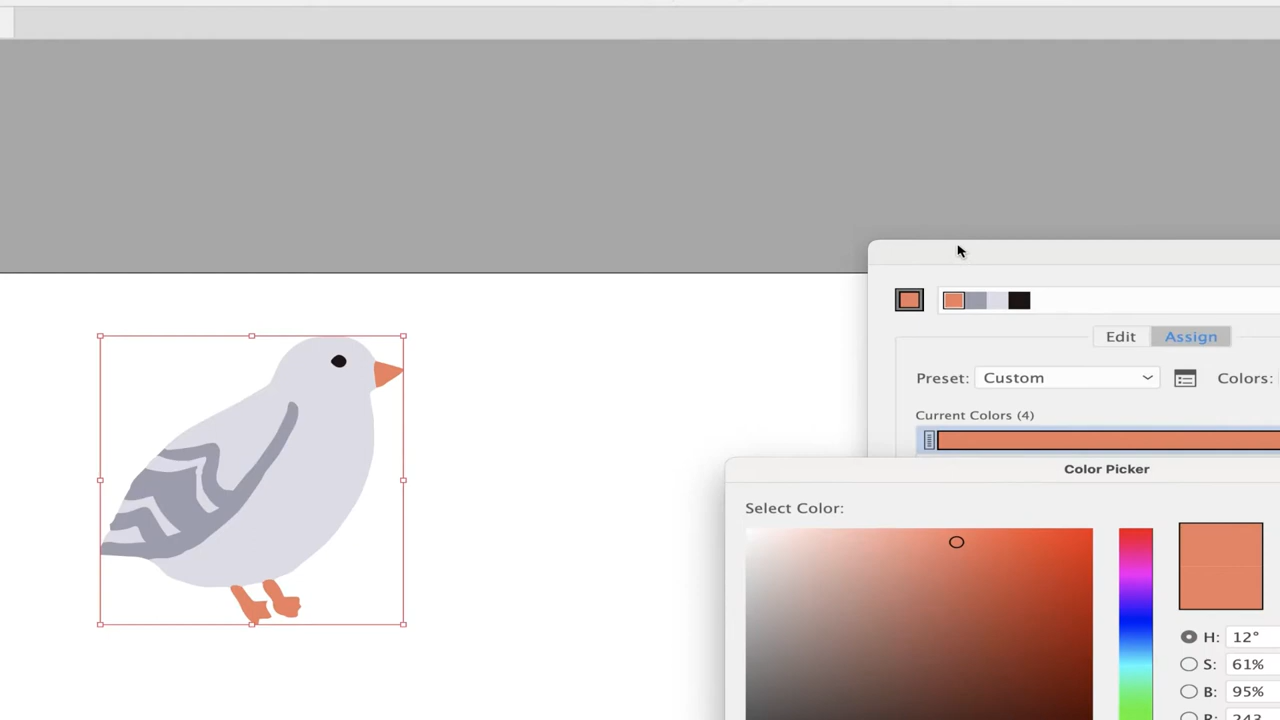 Edit Assign
Preset: Custom Colors:
Current Colors (4)
Color Picker
Select Color:
H: 12°
S: 61%
B: 95%